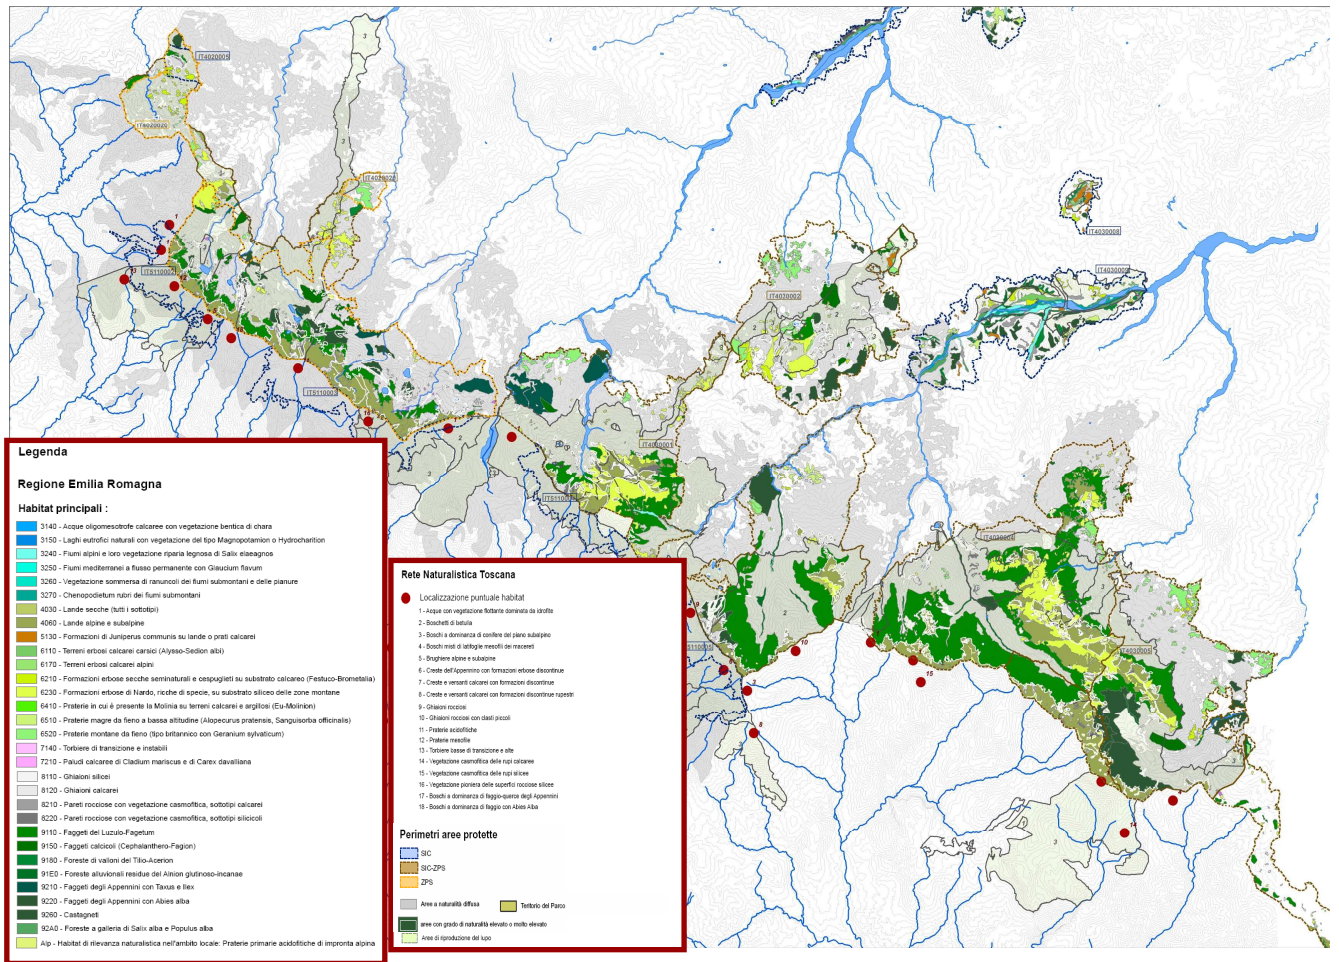 IT4020005
IT4020020
IT4020020
IT5110002
IT5110003
IT4020002
IT4030008
IT4030001
IT4030004
IT4030005
3
3
2
1
12
16
9
10
15
8
14
Legenda
Regione Emilia Romagna
Habitat principali :
3140 - Acque oligomesotrofe calcaree con vegetazione bentica di chara
3150 - Laghi eutrofici naturali con vegetazione del tipo Magnopotamion o Hydrocharition
3240 - Fiumi alpini e loro vegetazione riparia legnosa di Salix elaeagnos
3250 - Fiumi mediterranei a flusso permanente con Glaucium flavum
3260 - Vegetazione sommersa di ranuncoli dei fiumi submontani e delle pianure
3270 - Chenopodietum rubri dei fiumi submontani
4030 - Lande secche (tutti i sottotipi)
4060 - Lande alpine e subalpine
5130 - Formazioni di Juniperus communis su lande o prati calcarei
6110 - Terreni erbosi calcarei carsici (Alysso-Sedion albi)
6170 - Terreni erbosi calcarei alpini
6210 - Formazioni erbose secche seminaturali e cespuglieti su substrato calcareo (Festuco-Brometalia)
6230 - Formazioni erbose di Nardo, ricche di specie, su substrato siliceo delle zone montane
6410 - Praterie in cui è presente la Molinia su terreni calcarei e argillosi (Eu-Molinion)
6510 - Praterie magre da fieno a bassa altitudine (Alopecurus pratensis, Sanguisorba officinalis)
6520 - Praterie montane da fieno (tipo britannico con Geranium sylvaticum)
7140 - Torbiere di transizione e instabili
7210 - Paludi calcaree di Cladium mariscus e di Carex davalliana
8110 - Ghiaioni silicei
8120 - Ghiaioni calcarei
8210 - Pareti rocciose con vegetazione casmofitica, sottotipi calcarei
8220 - Pareti rocciose con vegetazione casmofitica, sottotipi silicicoli
9110 - Faggeti del Luzulo-Fagetum
9150 - Faggeti calcicoli (Cephalanthero-Fagion)
9180 - Foreste di valloni del Tilio-Acerion
91E0 - Foreste alluvionali residue del Alnion glutinoso-incanae
9210 - Faggeti degli Appennini con Taxus e Ilex
9220 - Faggeti degli Appennini con Abies alba
9260 - Castagneti
92A0 - Foreste a galleria di Salix alba e Populus alba
Alp - Habitat di rilevanza naturalistica nell'ambito locale: Praterie primarie acidofitiche di impronta alpina
Rete Naturalistica Toscana
Localizzazione puntuale habitat
1 - Acque con vegetazione flottante dominata da idrofite
2 - Boschetti di betulla
3 - Boschi a dominanza di conifere del piano subalpino
4 - Boschi misti di latifoglie mesofili dei macereti
5 - Brughiere alpine e subalpine
6 - Creste dell'Appennino con formazioni erbose discontinue
7 - Creste e versanti calcarei con formazioni discontinue
8 - Creste e versanti calcarei con formazioni discontinue rupestri
9 - Ghiaioni rocciosi
10 - Ghiaioni rocciosi con clasti piccoli
11 - Praterie acidofitiche
12 - Praterie mesofile
13 - Torbiere basse di transizione e alte
14 - Vegetazione casmofitica delle rupi calcaree
15 - Vegetazione casmofitica delle rupi silicee
16 - Vegetazione pioniera delle superfici rocciose silicee
17 - Boschi a dominanza di faggio-querce degli Appennini
18 - Boschi a dominanza di faggio con Abies Alba
Perimetri aree protette
SIC
SIC-ZPS
ZPS
Aree a naturalità diffusa
Territorio del Parco
aree con grado di naturalità elevato o molto elevato
Aree di riproduzione del lupo